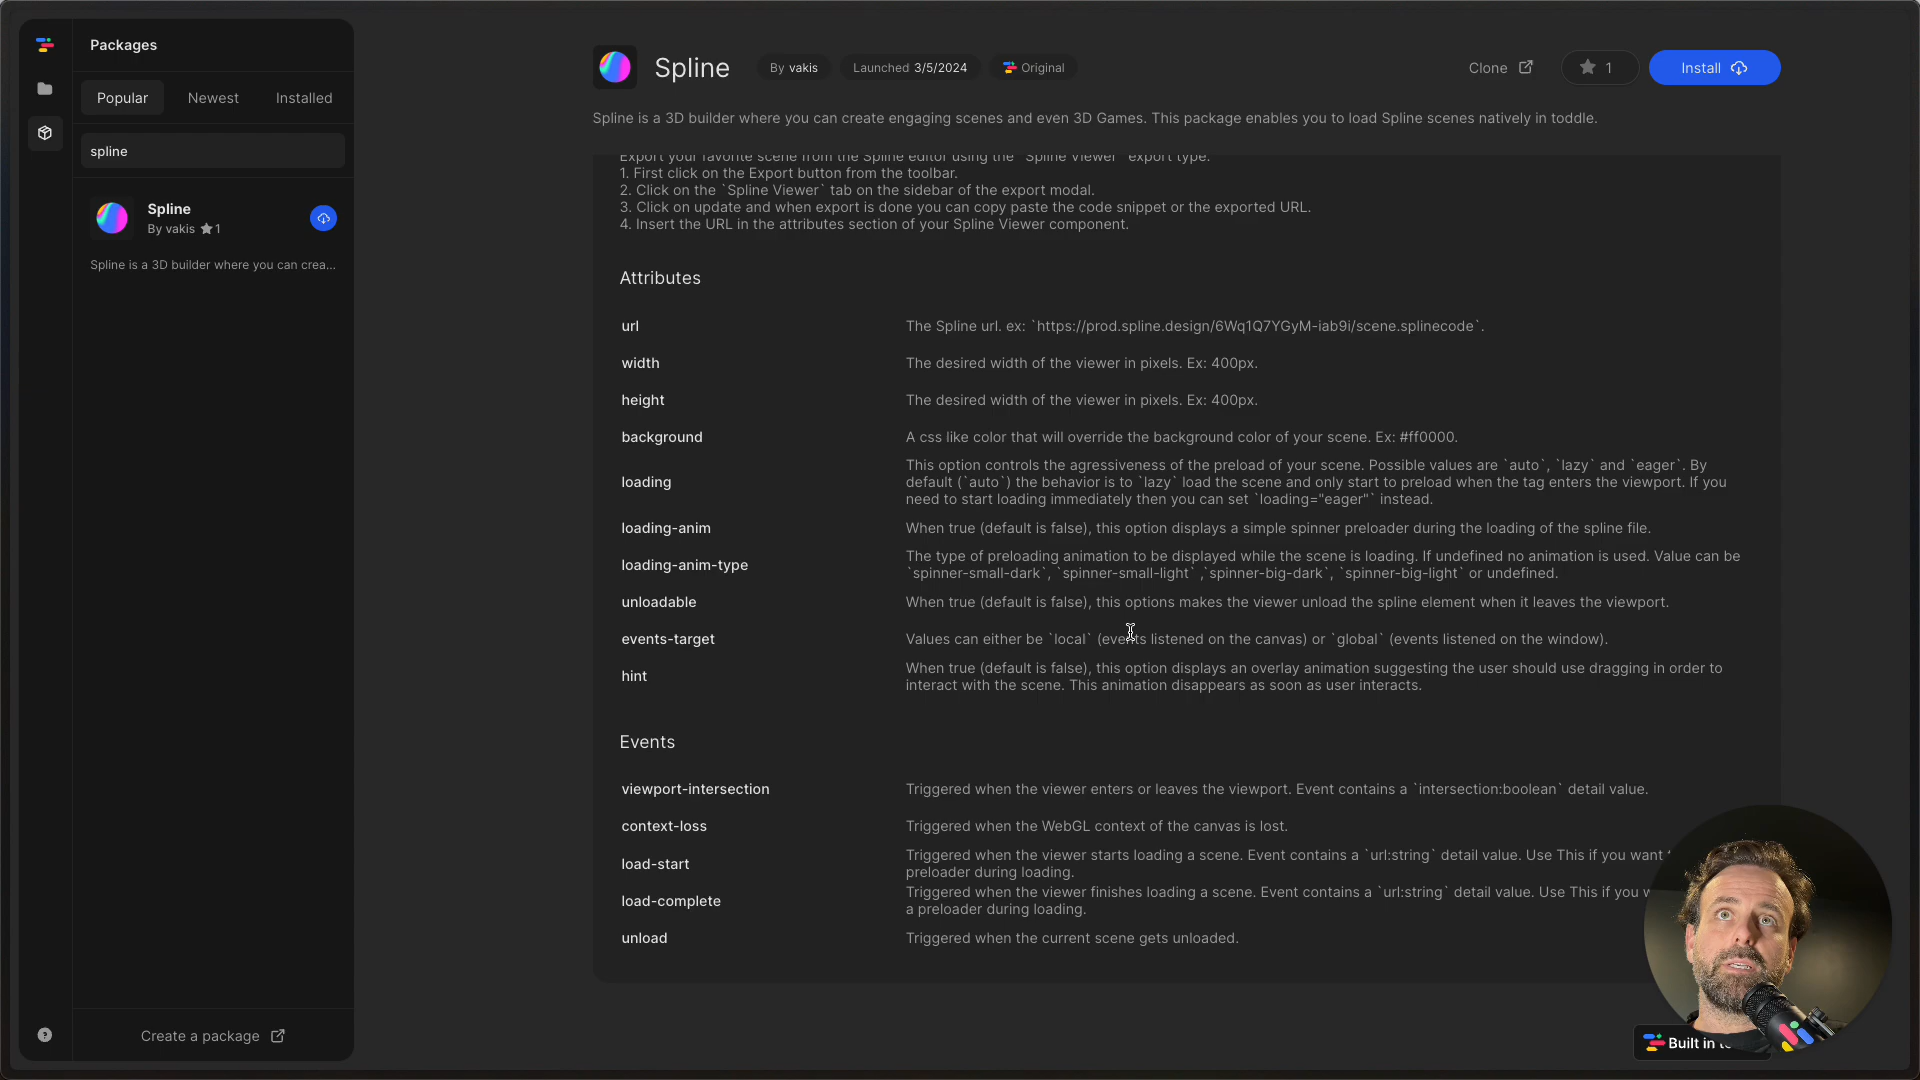 Packages
Popular
Newest
Installed
spline
Spline
By vakis ★1
Spline is a 3D builder where you can crea...
Create a package
Spline
By vakis
Launched 3/5/2024
Original
Clone
1
Install
Spline is a 3D builder where you can create engaging scenes and even 3D Games. This package enables you to load Spline scenes natively in toddle.
Export your favorite scene from the Spline editor using the `Spline Viewer` export type.
1. First click on the Export button from the toolbar.
2. Click on the `Spline Viewer` tab on the sidebar of the export modal.
3. Click on update and when export is done you can copy paste the code snippet or the exported URL.
4. Insert the URL in the attributes section of your Spline Viewer component.
Attributes
url
The Spline url. ex: `https://prod.spline.design/6Wq1Q7YGyM-iab9i/scene.splinecode`.
width
The desired width of the viewer in pixels. Ex: 400px.
height
The desired width of the viewer in pixels. Ex: 400px.
background
A css like color that will override the background color of your scene. Ex: #ff0000.
loading
This option controls the agressiveness of the preload of your scene. Possible values are `auto`, `lazy` and `eager`. By
default (`auto`) the behavior is to `lazy` load the scene and only start to preload when the tag enters the viewport. If you
need to start loading immediately then you can set `loading="eager"` instead.
loading-anim
When true (default is false), this option displays a simple spinner preloader during the loading of the spline file.
loading-anim-type
The type of preloading animation to be displayed while the scene is loading. If undefined no animation is used. Value can be
`spinner-small-dark`, `spinner-small-light` ,`spinner-big-dark`, `spinner-big-light` or undefined.
unloadable
When true (default is false), this options makes the viewer unload the spline element when it leaves the viewport.
events-target
Values can either be `local` (events listened on the canvas) or `global` (events listened on the window).
hint
When true (default is false), this option displays an overlay animation suggesting the user should use dragging in order to
interact with the scene. This animation disappears as soon as user interacts.
Events
viewport-intersection
Triggered when the viewer enters or leaves the viewport. Event contains a `intersection:boolean` detail value.
context-loss
Triggered when the WebGL context of the canvas is lost.
load-start
Triggered when the viewer starts loading a scene. Event contains a `url:string` detail value. Use This if you want
preloader during loading.
load-complete
Triggered when the viewer finishes loading a scene. Event contains a `url:string` detail value. Use This if you
a preloader during loading.
unload
Triggered when the current scene gets unloaded.
Built in